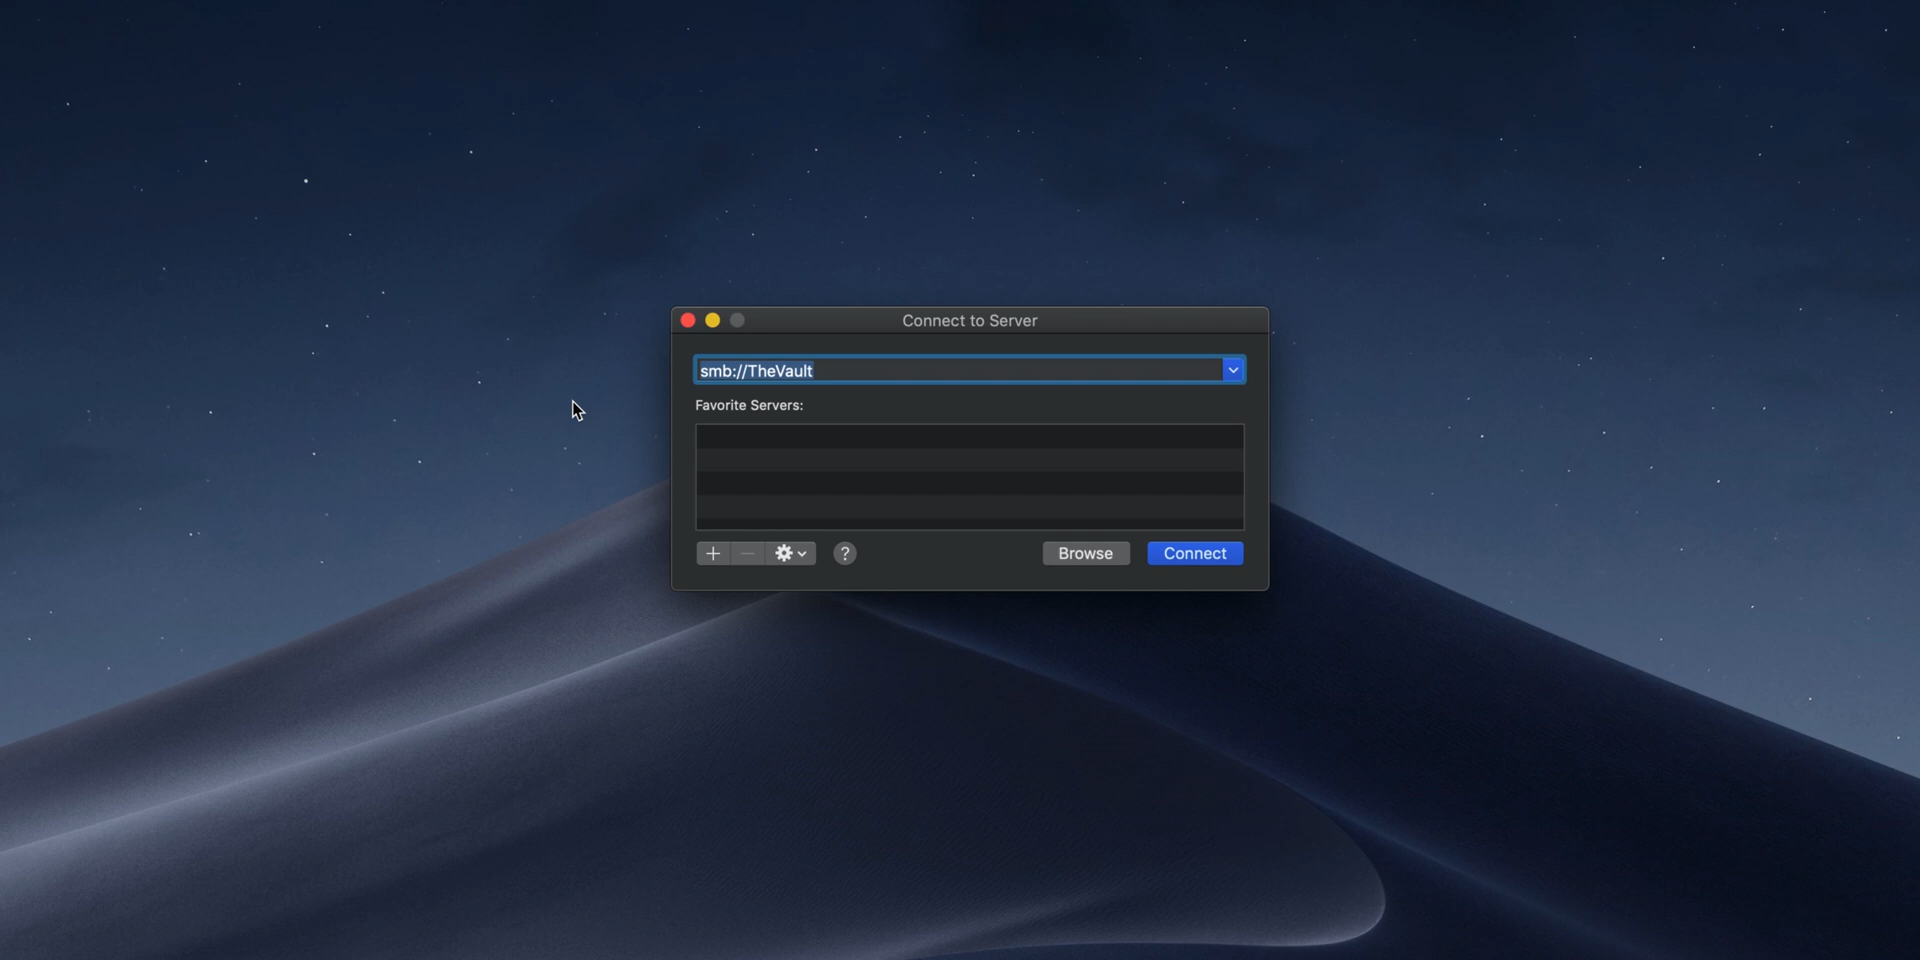 Connect to Server
smb://TheVault
Favorite Servers:
? Browse Connect